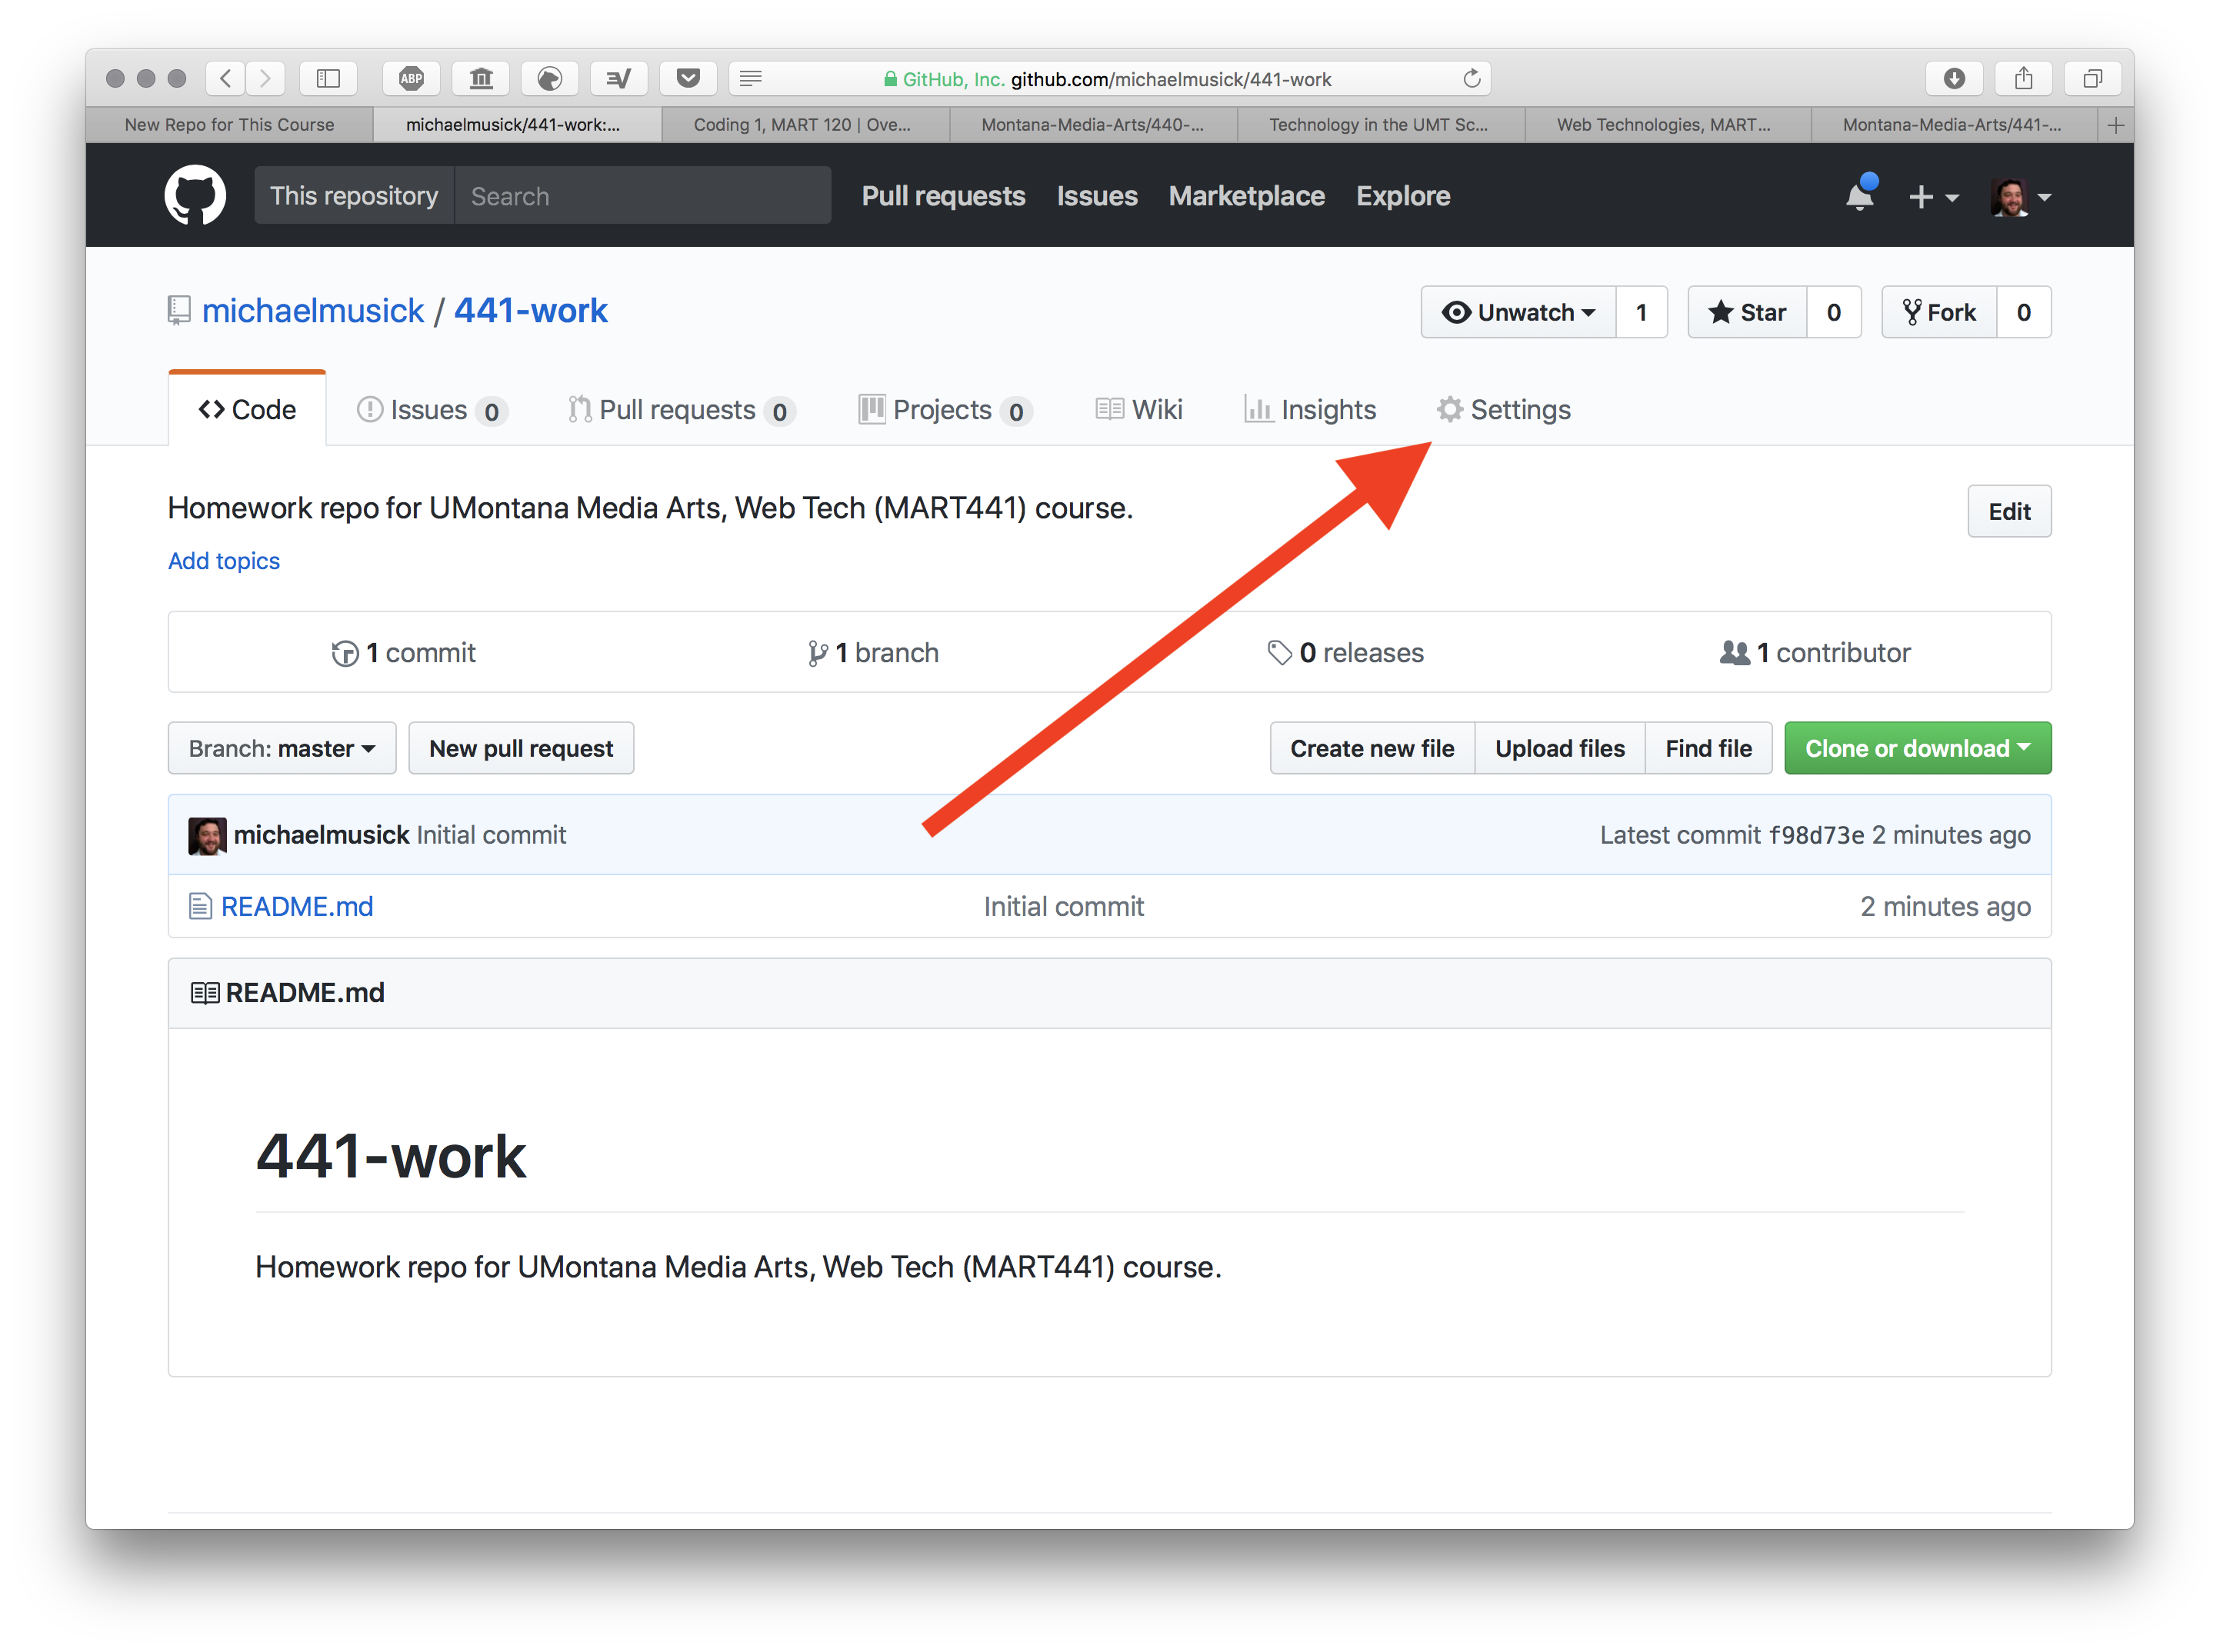 ABP GitHub, Inc. github.com/michaelmusick/441-work
New Repo for This Course michaelmusick/441-work:... Coding 1, MART 120 | Ove... Montana-Media-Arts/440-... Technology in the UMT Sc... Web Technologies, MART... Montana-Media-Arts/441-...
This repository Search Pull requests Issues Marketplace Explore
michaelmusick / 441-work Unwatch 1 Star 0 Fork 0
Code Issues 0 Pull requests 0 Projects 0 Wiki Insights Settings
Homework repo for UMontana Media Arts, Web Tech (MART441) course. Edit
Add topics
1 commit 1 branch 0 releases 1 contributor
Branch: master New pull request Create new file Upload files Find file Clone or download
michaelmusick Initial commit Latest commit f98d73e 2 minutes ago
README.md Initial commit 2 minutes ago
README.md
441-work
Homework repo for UMontana Media Arts, Web Tech (MART441) course.